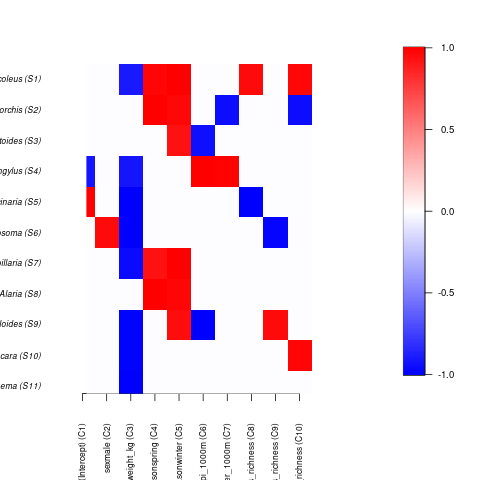 coleus (S1)
orchis (S2)
toides (S3)
ngylus (S4)
inaria (S5)
osoma (S6)
pillaria (S7)
Alaria (S8)
loides (S9)
cara (S10)
ema (S11)
(Intercept) (C1)
sexmale (C2)
weight_kg (C3)
sonspring (C4)
sonwinter (C5)
pi_1000m (C6)
er_1000m (C7)
s_richness (C8)
s_richness (C9)
richness (C10)
1.0
0.5
0.0
-0.5
-1.0